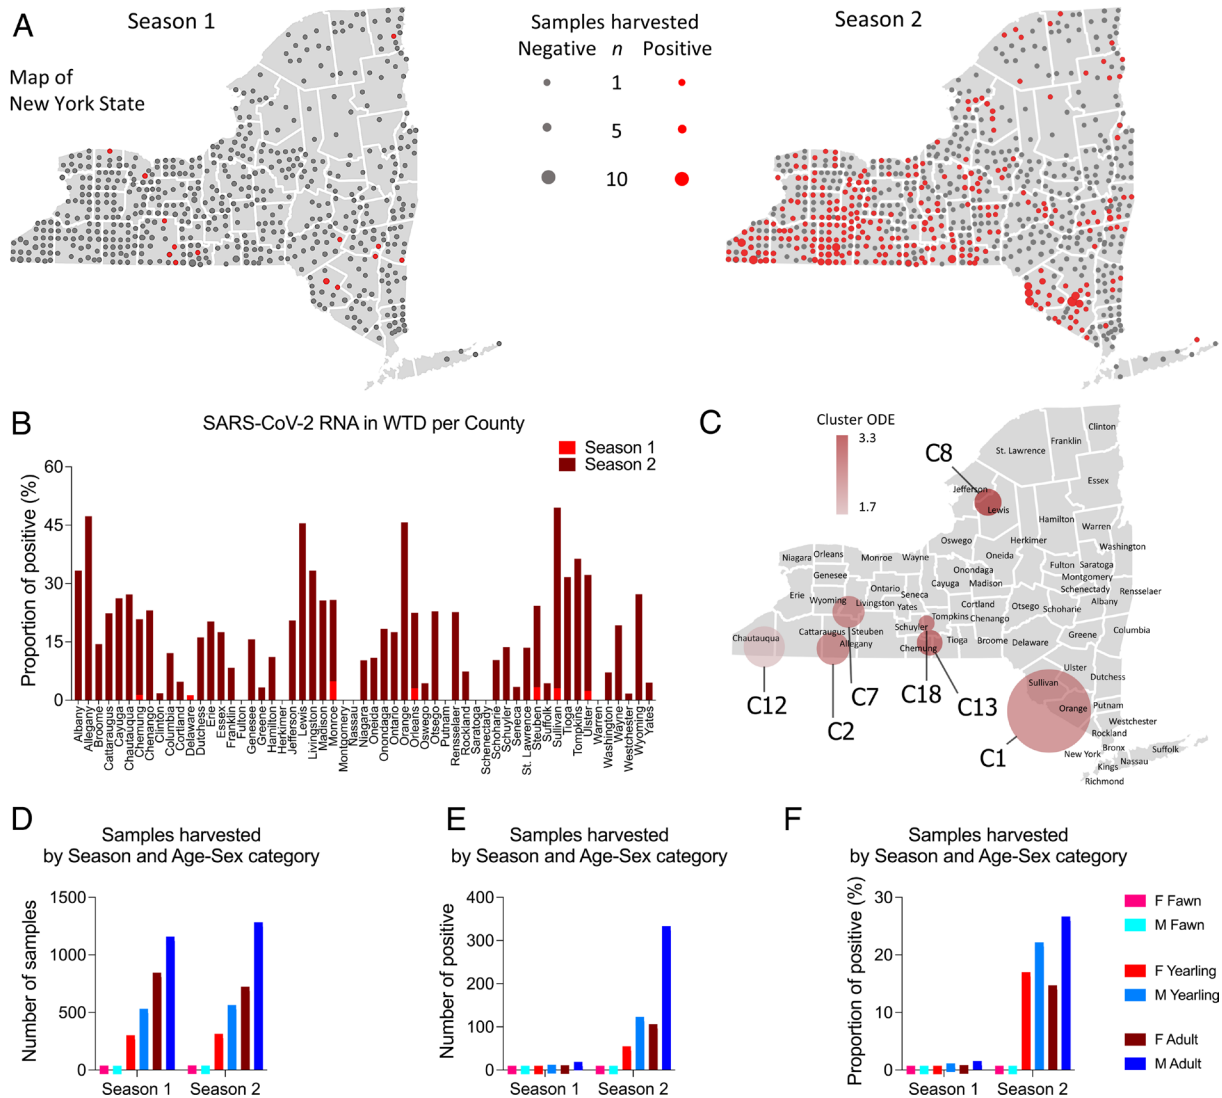 A
Season 1
Map of
New York State
Samples harvested
Negative n Positive
1
5
10
Season 2
B
SARS-CoV-2 RNA in WTD per County
Season 1
Season 2
Proportion of positive (%)
60
45
30
15
0
Albany
Allegany
Brosme
Cattaraugus
Cayuga
Chautaqua
Chemung
Chenango
Clinton
Columbia
Cortland
Delaware
Dutchess
Erie
Essex
Franklin
Fulton
Genesee
Greene
Hamilton
Herkimer
Jefferson
Lewis
Livingston
Madison
Monroe
Montgomery
Nassau
Niagara
Oneida
Onondaga
Ontario
Orange
Orleans
Oswego
Otsego
Rensselaer
Rockland
Saratoga
Schenectady
Schoharie
Schuyler
Seneca
St. Lawrence
Steuben
Suffolk
Sullivan
Tioga
Tompkins
Ulster
Warren
Washington
Wayne
Westchester
Wyoming
Yates
C
Cluster ODE
3.3
1.7
C8
C12
C2
C7
C18
C13
C1
Clinton
Franklin
St. Lawrence
Essex
Jefferson
Lewis
Hamilton
Warren
Oswego
Herkimer
Washington
Oneida
Niagara
Orleans
Monroe
Wayne
Genesee
Onondaga
Madison
Fulton
Saratoga
Montgomery
Schenectady
Rensselaer
Albany
Erie
Wyoming
Livingston
Ontario
Seneca
Yates
Cayuga
Cortland
Chenango
Otsego
Schoharie
Tompkins
Schuyler
Chautauqua
Cattaraugus
Allegany
Steuben
Chemung
Tioga
Broome
Delaware
Greene
Columbia
Ulster
Dutchess
Sullivan
Orange
Putnam
Westchester
Rockland
Bronx
New York
Nassau
Suffolk
Kings
Richmond
D
Samples harvested
by Season and Age-Sex category
Number of samples
1500
1000
500
0
Season 1 Season 2
E
Samples harvested
by Season and Age-Sex category
Number of positive
400
300
200
100
0
Season 1 Season 2
F
Samples harvested
by Season and Age-Sex category
Proportion of positive (%)
30
20
10
0
Season 1 Season 2
F Fawn
M Fawn
F Yearling
M Yearling
F Adult
M Adult